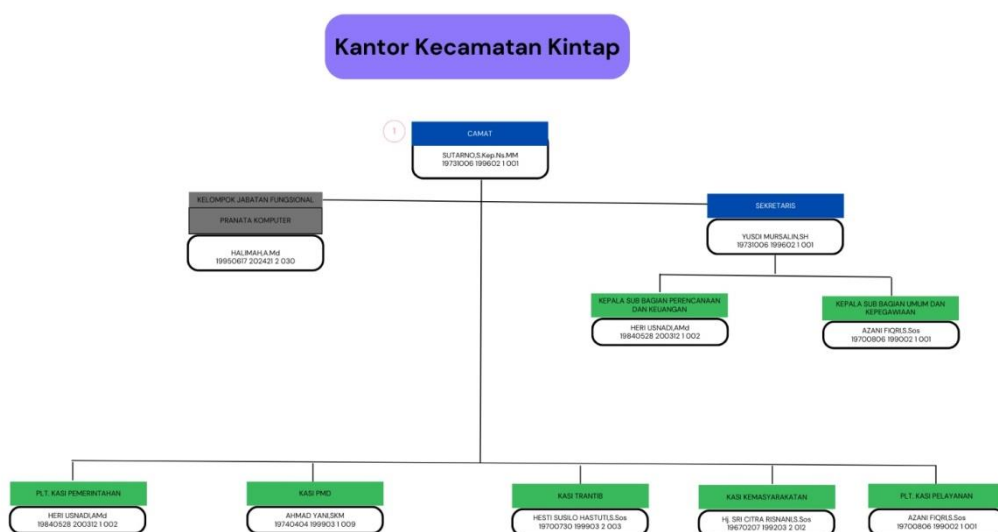 Kantor Kecamatan Kintap
1
CAMAT
SUTARNO,S.Kep.Ns.MM
19731006 199602 1 001
KELOMPOK JABATAN FUNGSIONAL
PRANATA KOMPUTER
HALIMAH,A.Md
19950617 202421 2 030
SEKRETARIS
YUSDI MURSALIN,SH
19731006 199602 1 001
KEPALA SUB BAGIAN PERENCANAAN
DAN KEUANGAN
HERI USNADI,AMd
19840528 200312 1 002
KEPALA SUB BAGIAN UMUM DAN
KEPEGAWIAAN
AZANI FIQRI,S.Sos
19700806 199002 1 001
PLT. KASI PEMERINTAHAN
HERI USNADI,AMd
19840528 200312 1 002
KASI PMD
AHMAD YANI,SKM
19740404 199903 1 009
KASI TRANTIB
HESTI SUSILO HASTUTI,S.Sos
19700730 199903 2 003
KASI KEMASYARAKATAN
Hj. SRI CITRA RISNANI,S.Sos
19670207 199203 2 012
PLT. KASI PELAYANAN
AZANI FIQRI,S.Sos
19700806 199002 1 001